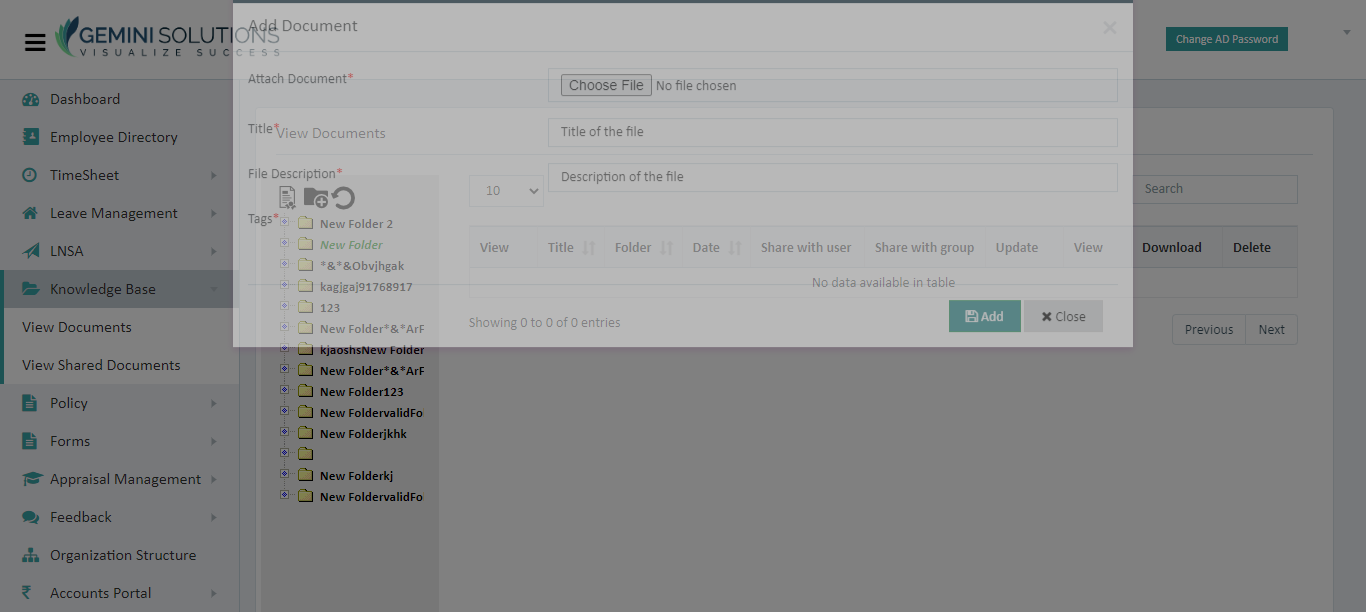 GEMINI SOLUTIONS
VISUALIZE SUCCESS
Change AD Password
Dashboard
Employee Directory
TimeSheet
Leave Management
LNSA
Knowledge Base
View Documents
View Shared Documents
Policy
Forms
Appraisal Management
Feedback
Organization Structure
Accounts Portal
Add Document
×
Attach Document*
Choose File No file chosen
Title*
Title of the file
File Description*
Description of the file
Tags*
Add
Close
View Documents
New Folder 2
New Folder
*&*&Obvjhgak
kagjgaj91768917
123
New Folder*&*ArF
kjaoshsNew Folder
New Folder*&*ArF
New Folder123
New FoldervalidFo
New Folderjkhk
New Folderkj
New FoldervalidFo
10
Search
View Title Folder Date Share with user Share with group Update View Download Delete
No data available in table
Showing 0 to 0 of 0 entries
Previous Next